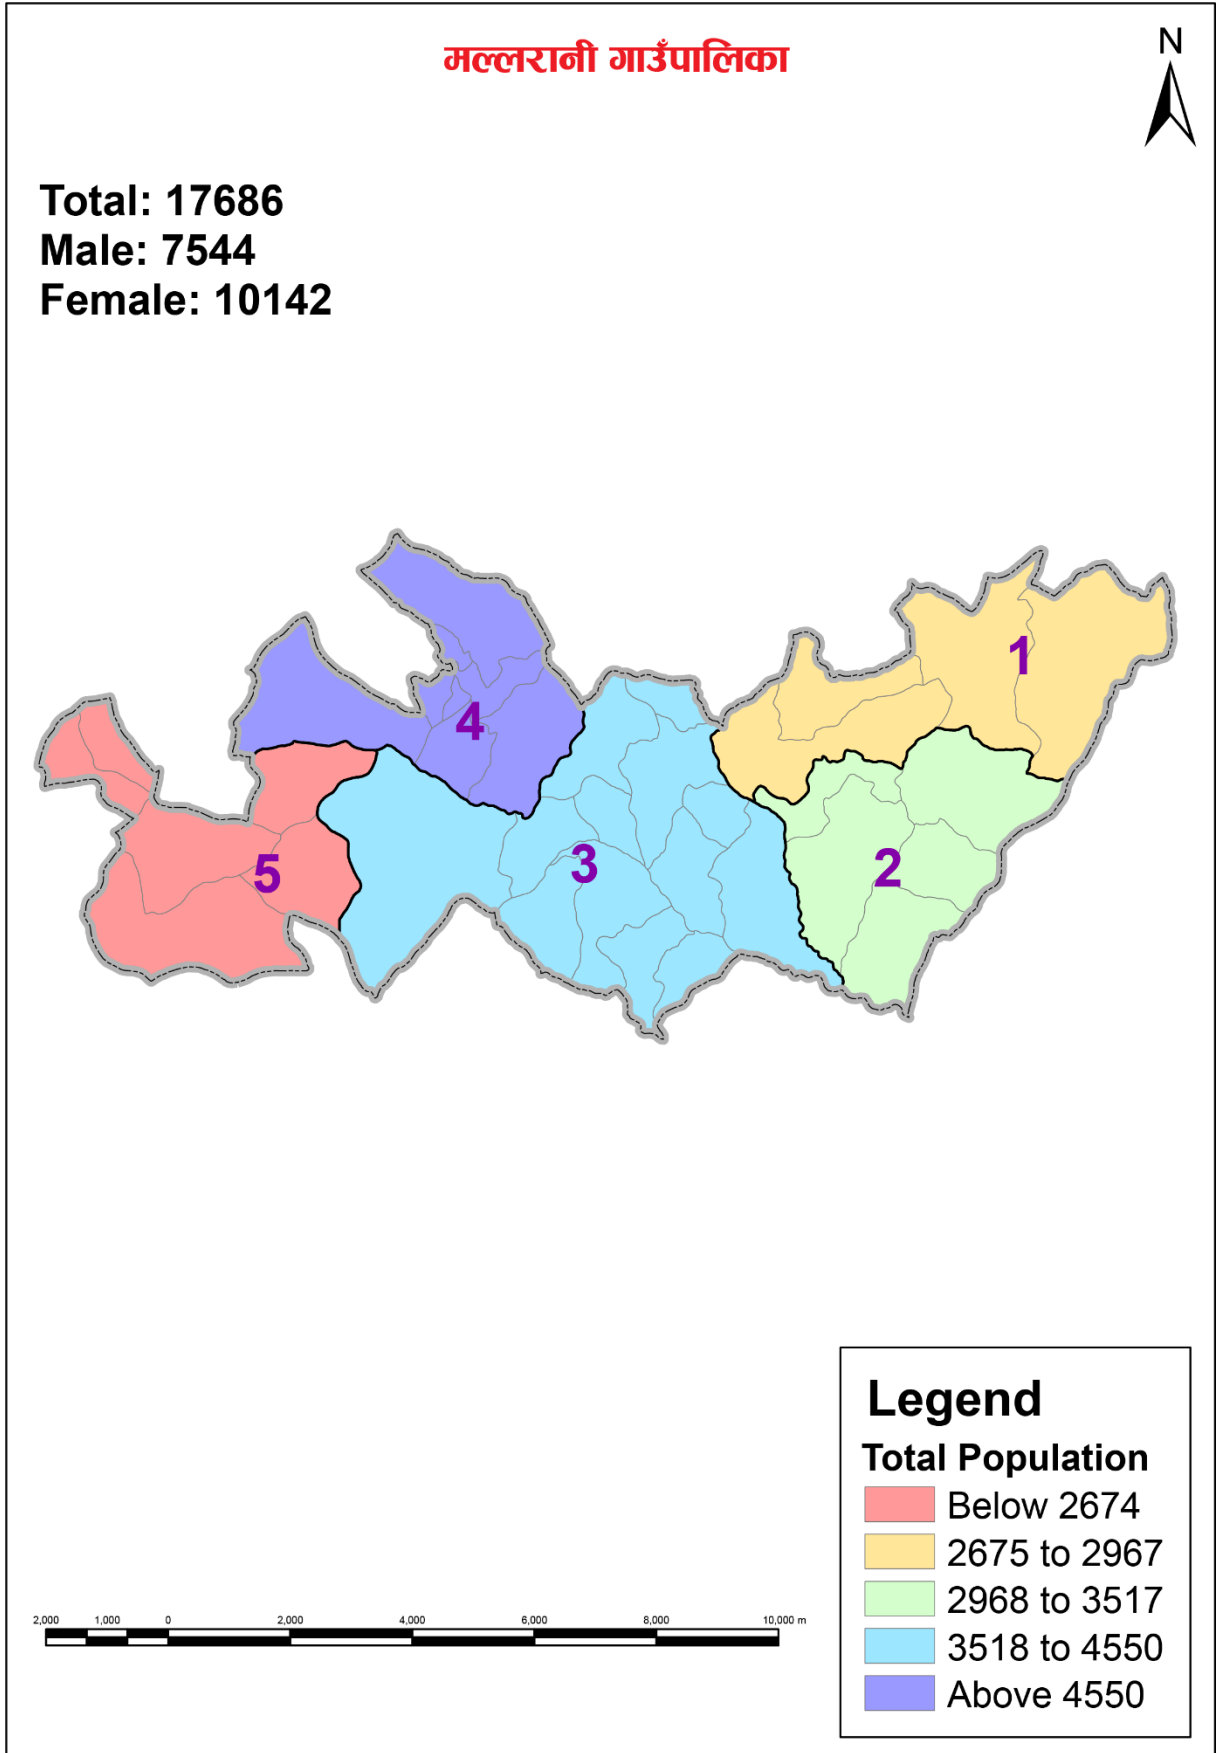 मल्लरानी गाउँपालिका
N
Total: 17686
Male: 7544
Female: 10142
1
4
3
2
5
Legend
Total Population
Below 2674
2675 to 2967
2968 to 3517
3518 to 4550
Above 4550
2,000 1,000 0 2,000 4,000 6,000 8,000 10,000 m